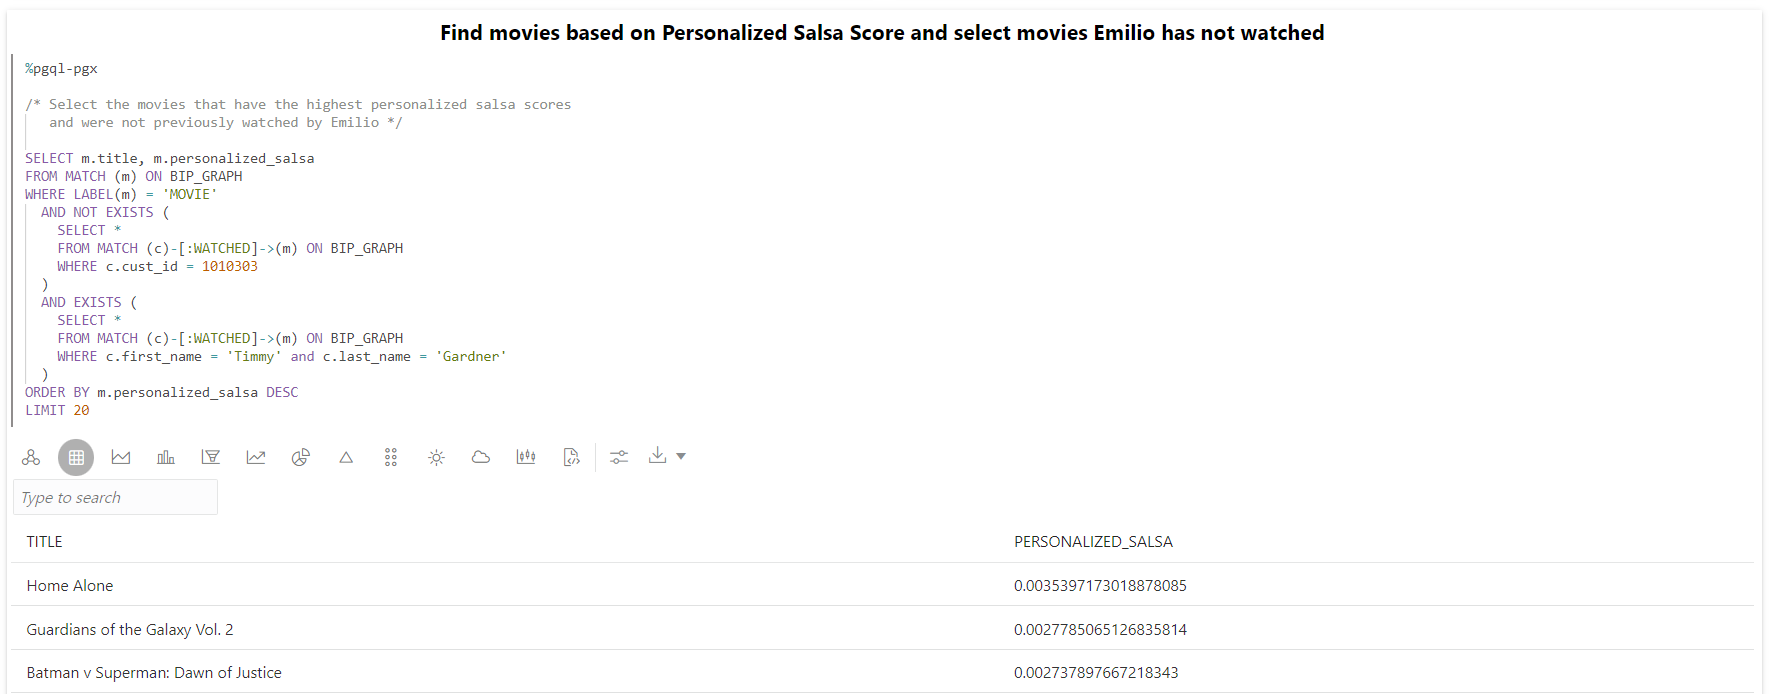 Find movies based on Personalized Salsa Score and select movies Emilio has not watched
%pgql-pgx
/* Select the movies that have the highest personalized salsa scores
and were not previously watched by Emilio */
SELECT m.title, m.personalized_salsa
FROM MATCH (m) ON BIP_GRAPH
WHERE LABEL(m) = 'MOVIE'
AND NOT EXISTS (
SELECT *
FROM MATCH (c)-[:WATCHED]->(m) ON BIP_GRAPH
WHERE c.cust_id = 1010303
)
AND EXISTS (
SELECT *
FROM MATCH (c)-[:WATCHED]->(m) ON BIP_GRAPH
WHERE c.first_name = 'Timmy' and c.last_name = 'Gardner'
)
ORDER BY m.personalized_salsa DESC
LIMIT 20
Type to search
TITLE PERSONALIZED_SALSA
Home Alone 0.0035397173018878085
Guardians of the Galaxy Vol. 2 0.0027785065126835814
Batman v Superman: Dawn of Justice 0.002737897667218343